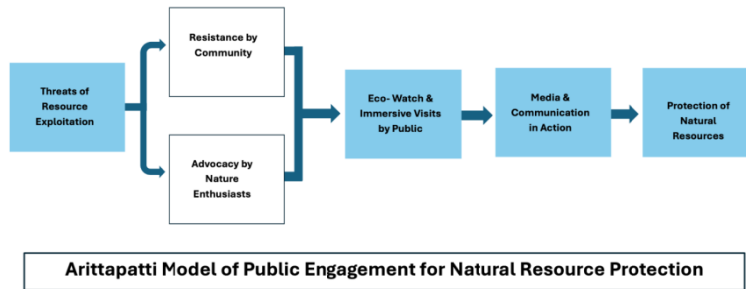 Threats of
Resource
Exploitation
Resistance by
Community
Advocacy by
Nature
Enthusiasts
Eco- Watch &
Immersive Visits
by Public
Media &
Communication
in Action
Protection of
Natural
Resources
Arittapatti Model of Public Engagement for Natural Resource Protection